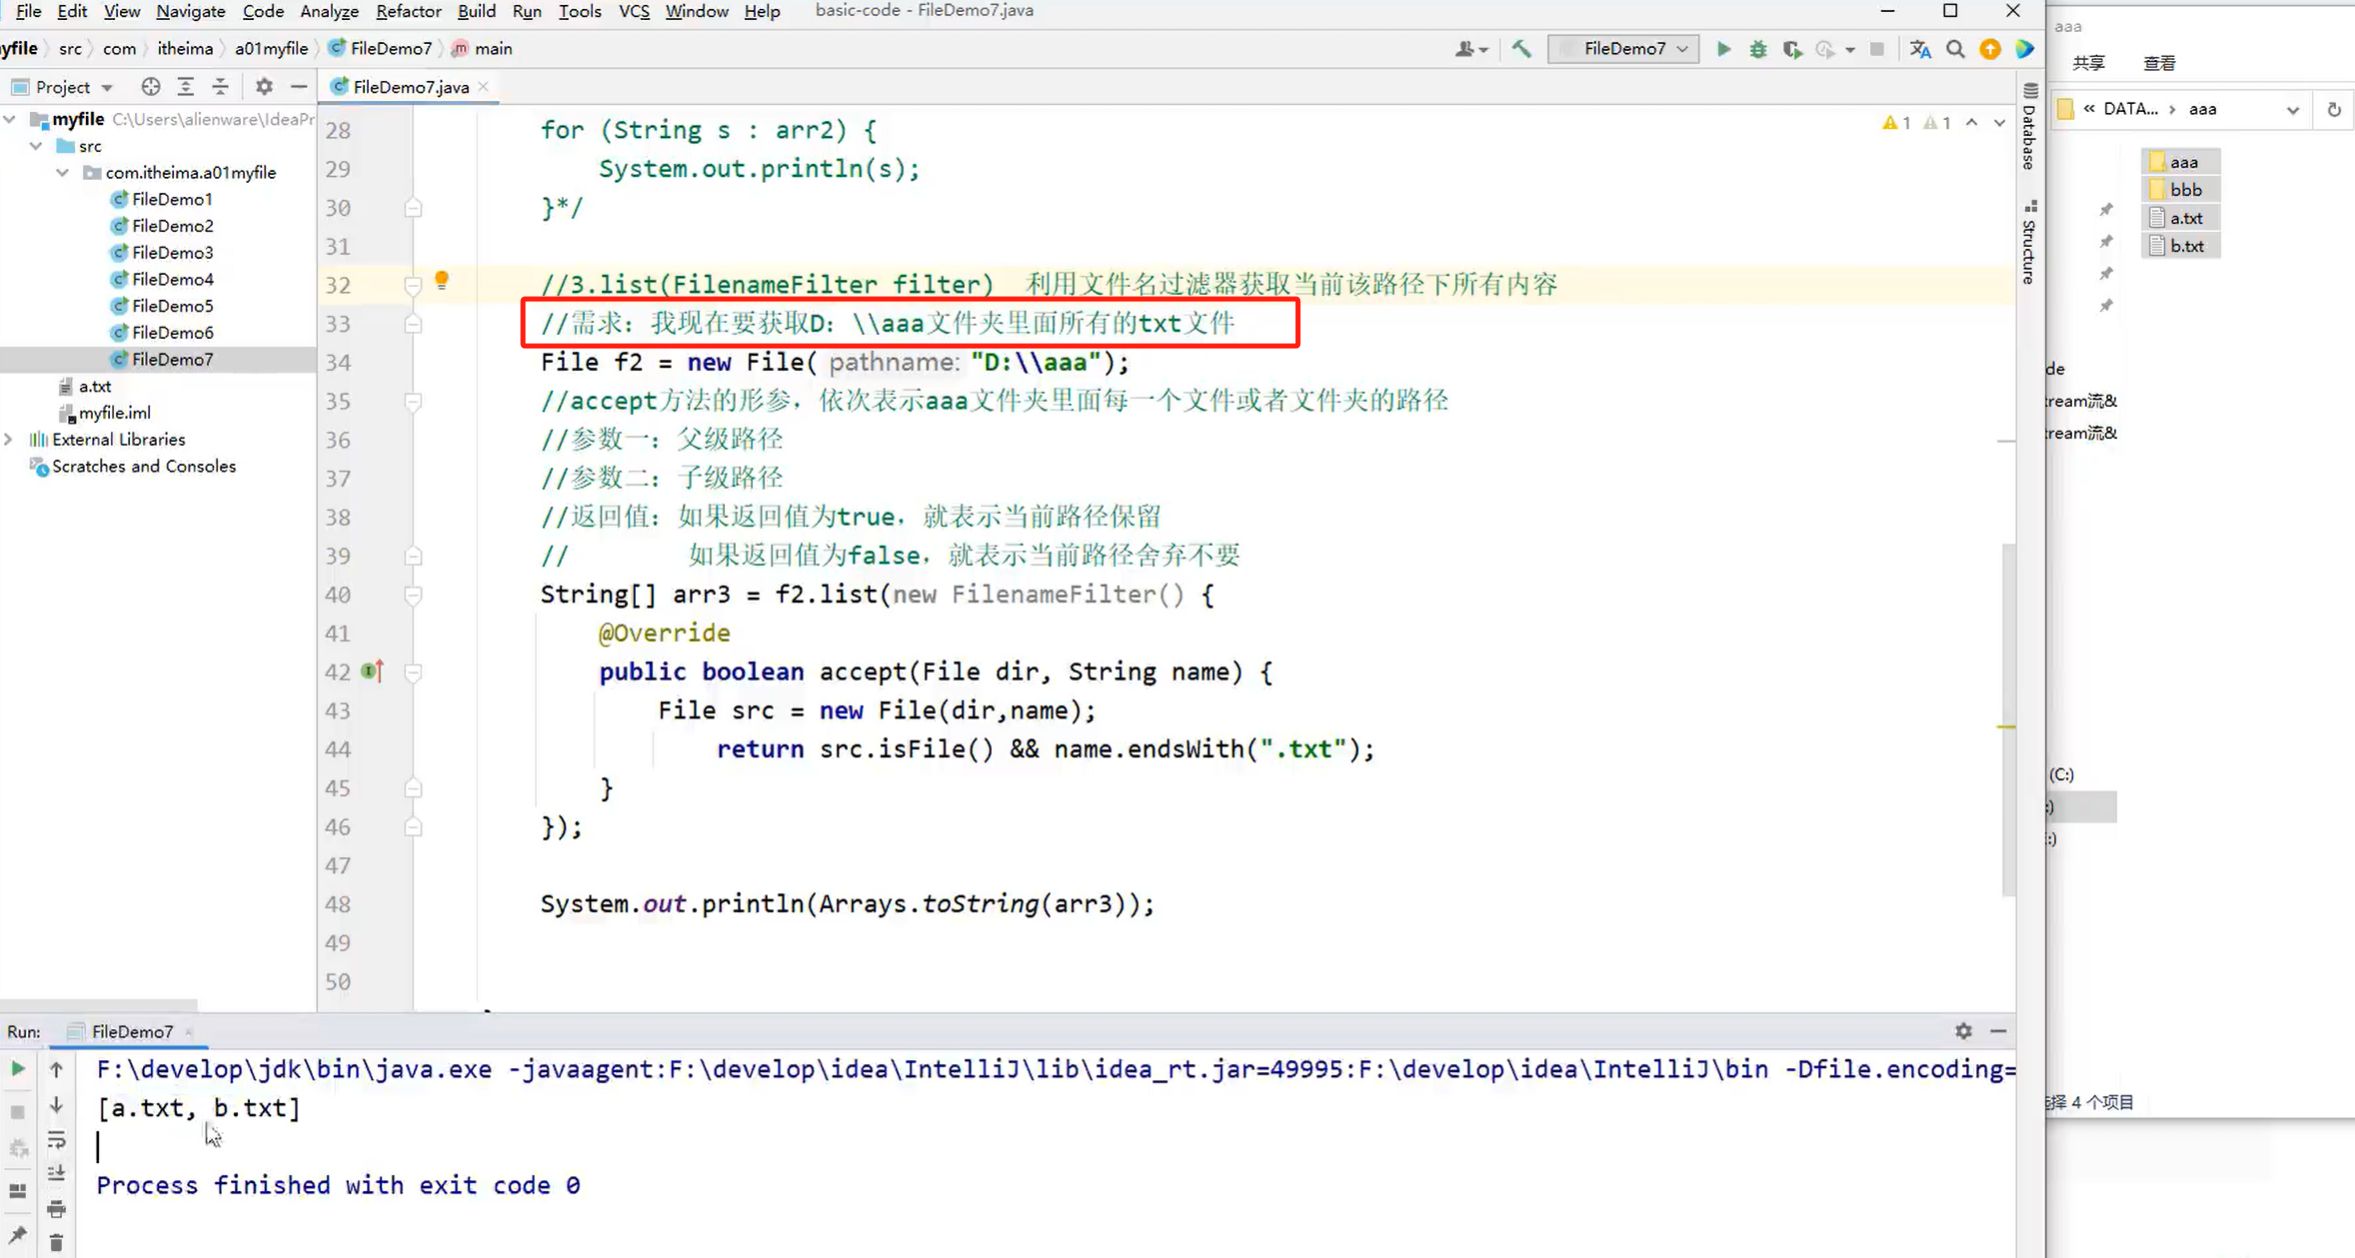 File Edit View Navigate Code Analyze Refactor Build Run Tools VCS Window Help basic-code - FileDemo7.java
yfile src com itheima a01myfile FileDemo7 main FileDemo7
Project FileDemo7.java
myfile C:\Users\alienware\IdeaPr
src
com.itheima.a01myfile
FileDemo1
FileDemo2
FileDemo3
FileDemo4
FileDemo5
FileDemo6
FileDemo7
a.txt
myfile.iml
External Libraries
Scratches and Consoles
1 1
28 for (String s : arr2) {
29 System.out.println(s);
30 }*/
31
32 //3.list(FilenameFilter filter) 利用文件名过滤器获取当前该路径下所有内容
33 //需求：我现在要获取D：\\aaa文件夹里面所有的txt文件
34 File f2 = new File( pathname: "D:\\aaa");
35 //accept方法的形参，依次表示aaa文件夹里面每一个文件或者文件夹的路径
36 //参数一：父级路径
37 //参数二：子级路径
38 //返回值：如果返回值为true，就表示当前路径保留
39 // 如果返回值为false，就表示当前路径舍弃不要
40 String[] arr3 = f2.list(new FilenameFilter() {
41 @Override
42 public boolean accept(File dir, String name) {
43 File src = new File(dir,name);
44 return src.isFile() && name.endsWith(".txt");
45 }
46 });
47
48 System.out.println(Arrays.toString(arr3));
49
50
Database
Structure
Run: FileDemo7
F:\develop\jdk\bin\java.exe -javaagent:F:\develop\idea\IntelliJ\lib\idea_rt.jar=49995:F:\develop\idea\IntelliJ\bin -Dfile.encoding=
[a.txt, b.txt]
Process finished with exit code 0
aaa
共享 查看
« DATA... › aaa
aaa
bbb
a.txt
b.txt
de
tream流&
tream流&
(C:)
:)
:)
择 4 个项目